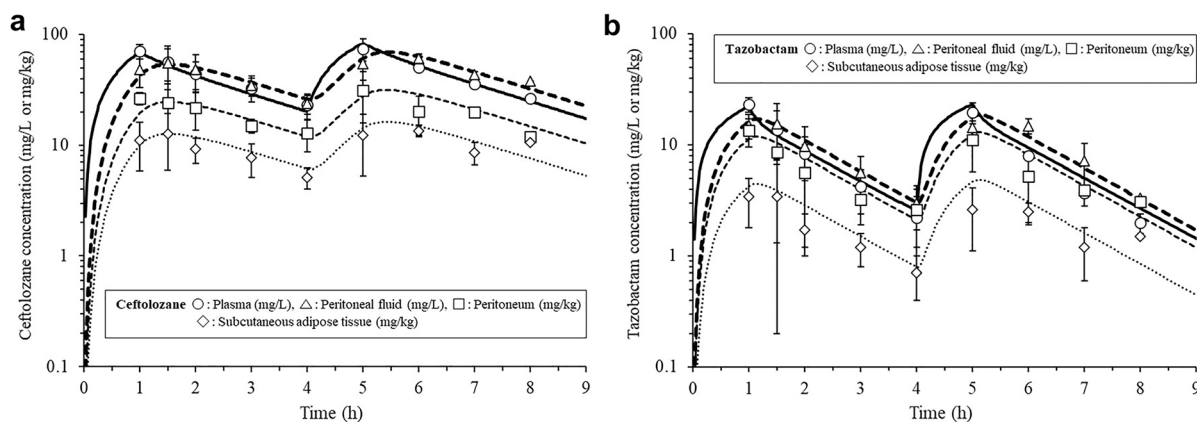 a
Ceftolozane concentration (mg/L or mg/kg)
100
10
1
0.1
Ceftolozane ○ : Plasma (mg/L), △ : Peritoneal fluid (mg/L), □ : Peritoneum (mg/kg)
◇ : Subcutaneous adipose tissue (mg/kg)
0 1 2 3 4 5 6 7 8 9
Time (h)
b
Tazobactam concentration (mg/L or mg/kg)
100
10
1
0.1
Tazobactam ○ : Plasma (mg/L), △ : Peritoneal fluid (mg/L), □ : Peritoneum (mg/kg)
◇ : Subcutaneous adipose tissue (mg/kg)
0 1 2 3 4 5 6 7 8 9
Time (h)